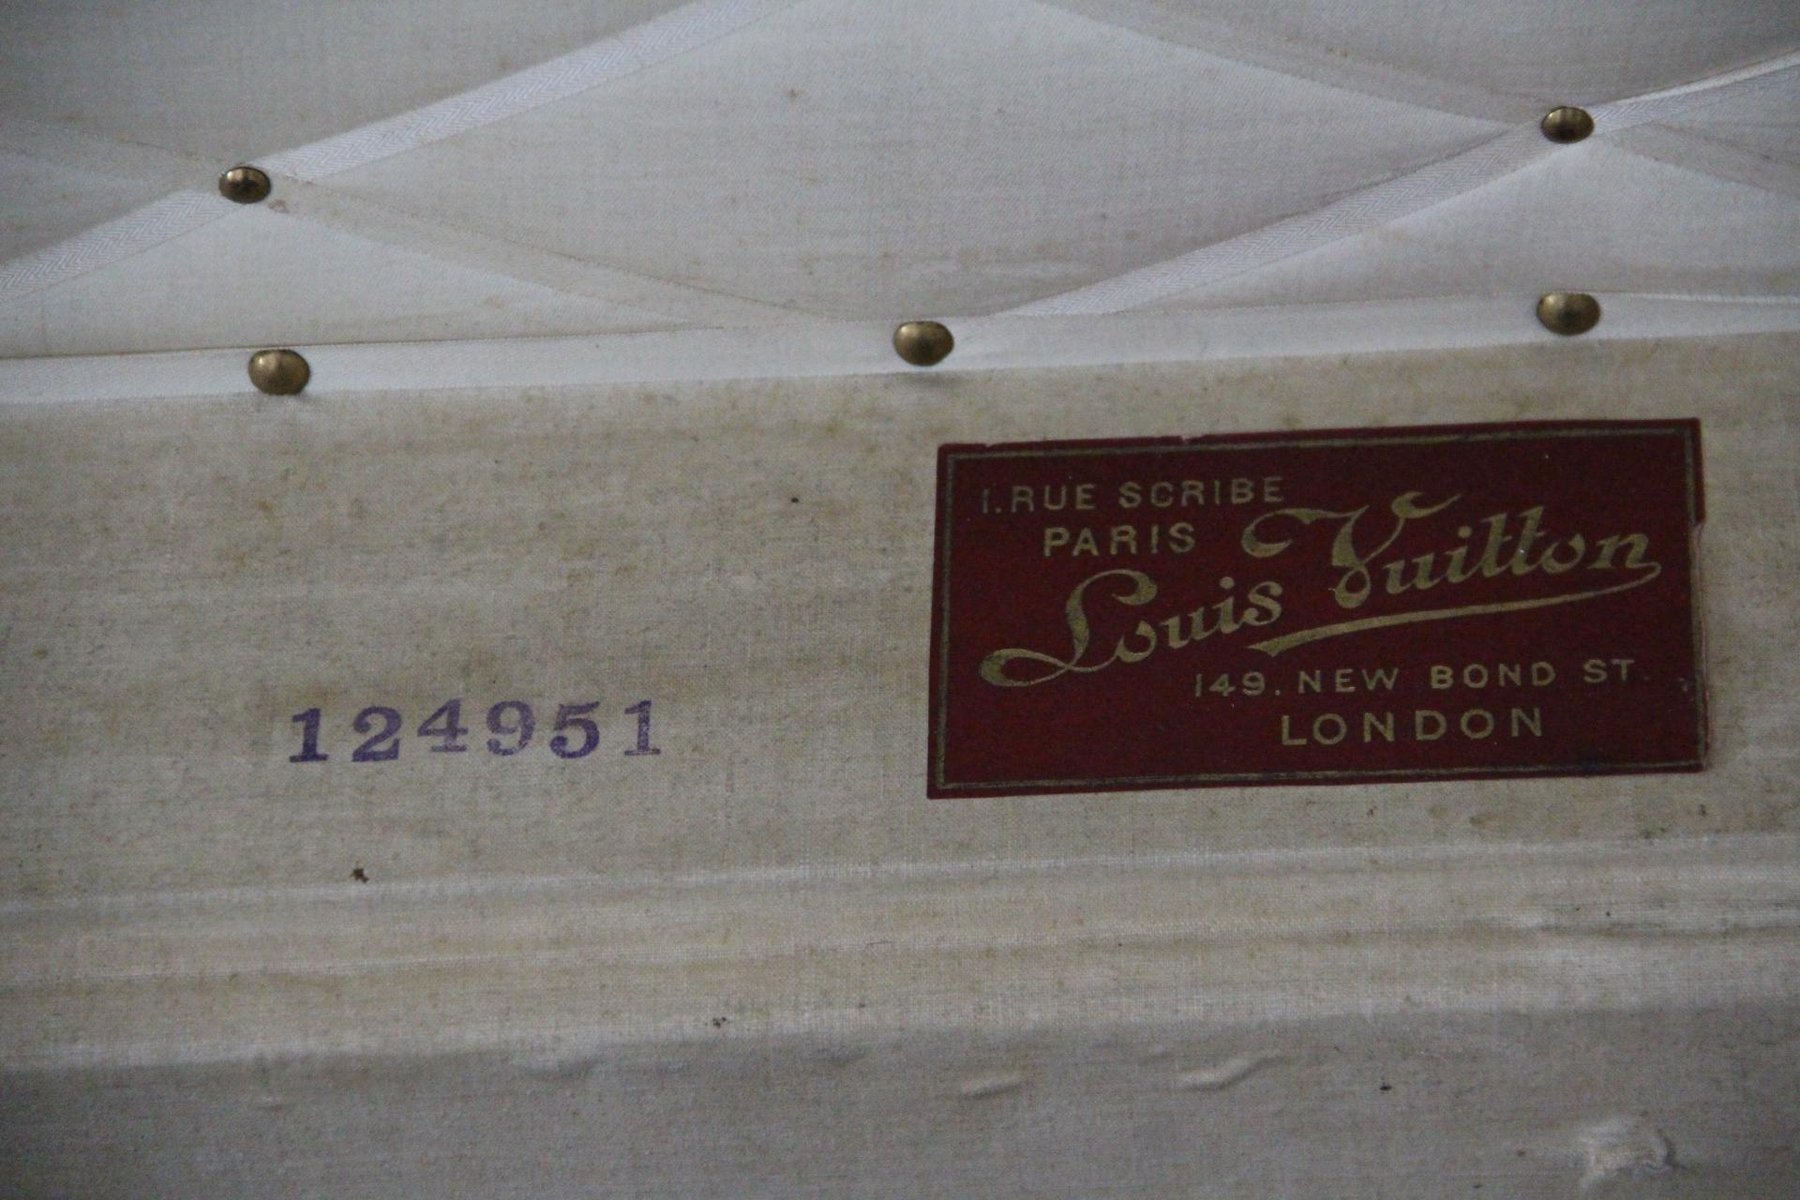 1. RUE SCRIBE
PARIS
Louis Vuitton
149. NEW BOND ST.
LONDON
124951